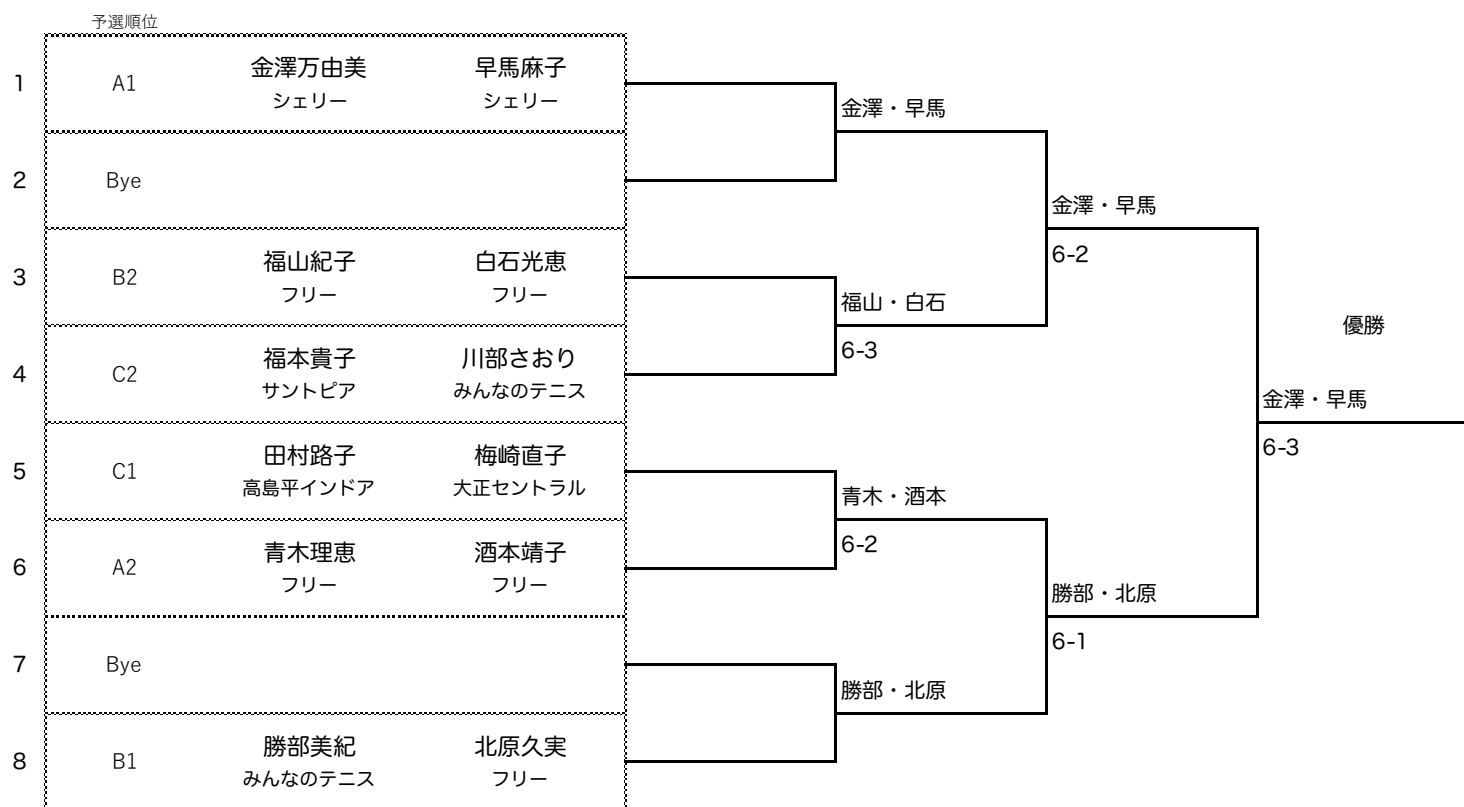 予選順位
1 A1 金澤万由美 早馬麻子
シェリー シェリー
金澤・早馬
2 Bye
金澤・早馬
6-2
3 B2 福山紀子 白石光恵
フリー フリー
福山・白石
6-3
優勝
4 C2 福本貴子 川部さおり
サントピア みんなのテニス
金澤・早馬
6-3
5 C1 田村路子 梅崎直子
高島平インドア 大正セントラル
青木・酒本
6-2
6 A2 青木理恵 酒本靖子
フリー フリー
勝部・北原
6-1
7 Bye
勝部・北原
8 B1 勝部美紀 北原久実
みんなのテニス フリー